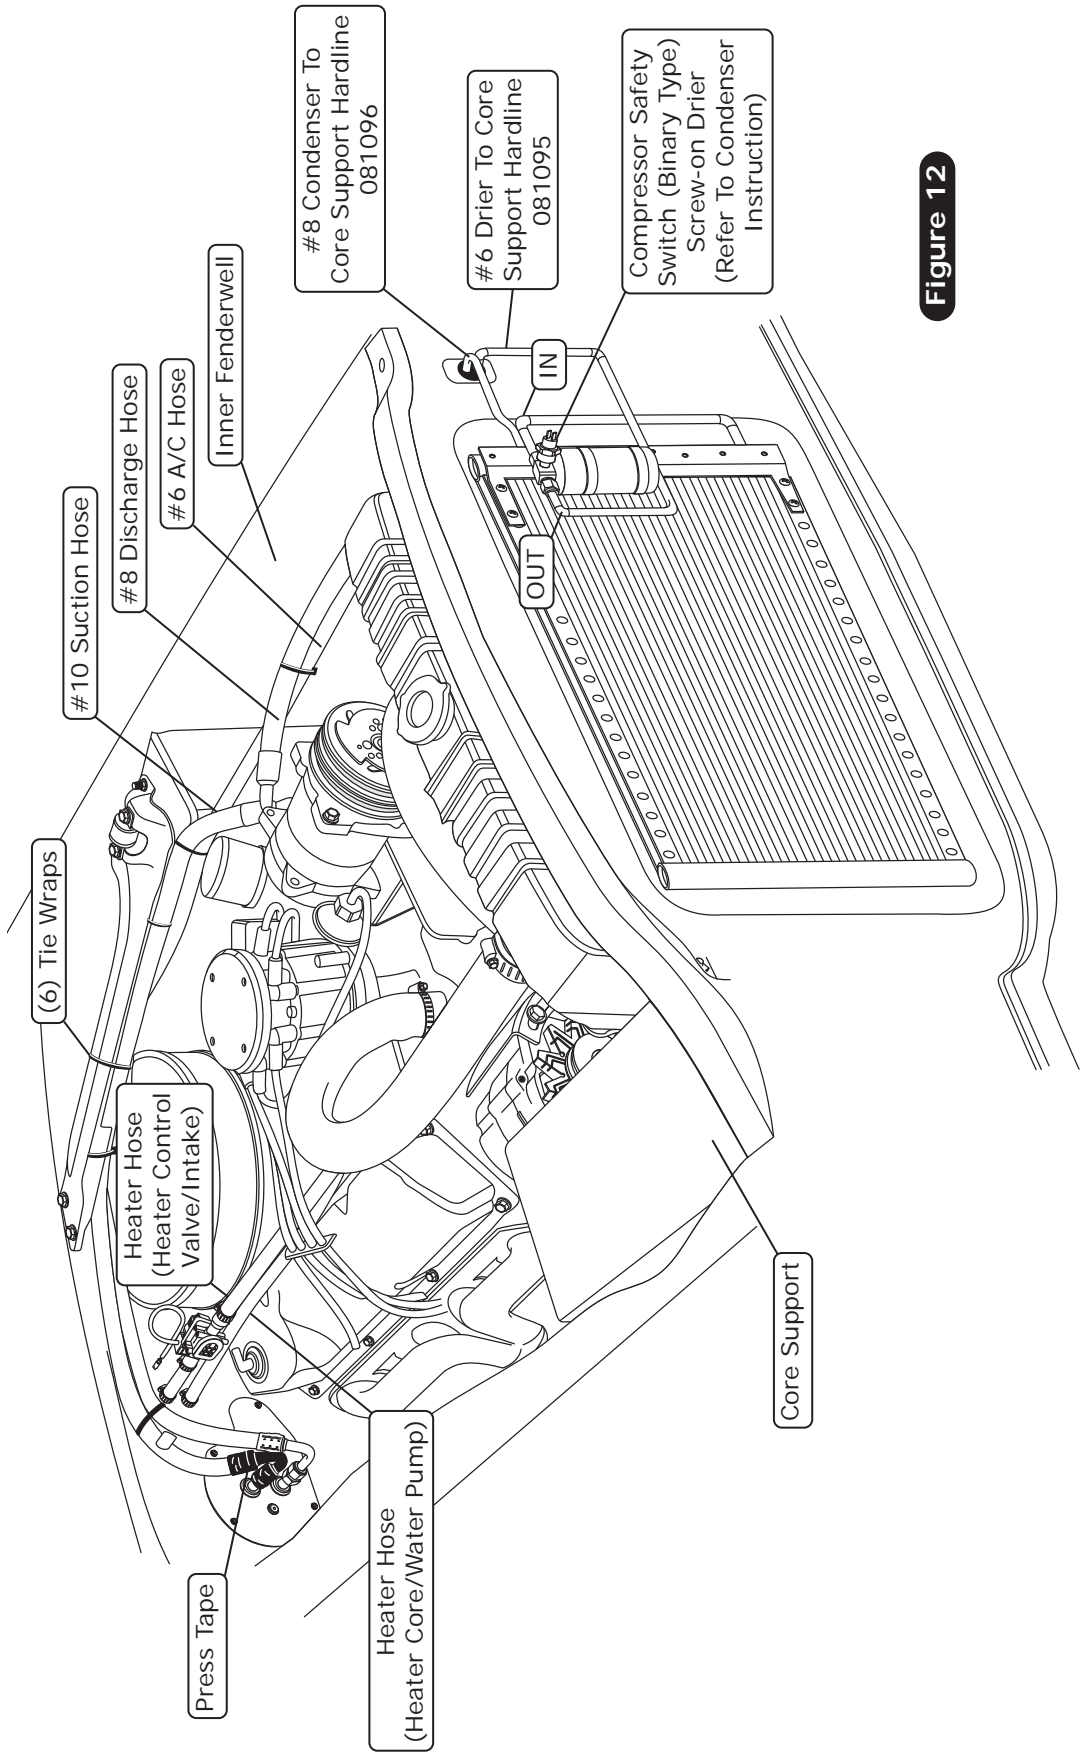 (6) Tie Wraps
#10 Suction Hose
#8 Discharge Hose
#6 A/C Hose
Inner Fenderwell
#8 Condenser To
Core Support Hardline
081096
#6 Drier To Core
Support Hardline
081095
Compressor Safety
Switch (Binary Type)
Screw-on Drier
(Refer To Condenser
Instruction)
IN
OUT
Heater Hose
(Heater Control
Valve/Intake)
Press Tape
Heater Hose
(Heater Core/Water Pump)
Core Support
Figure 12